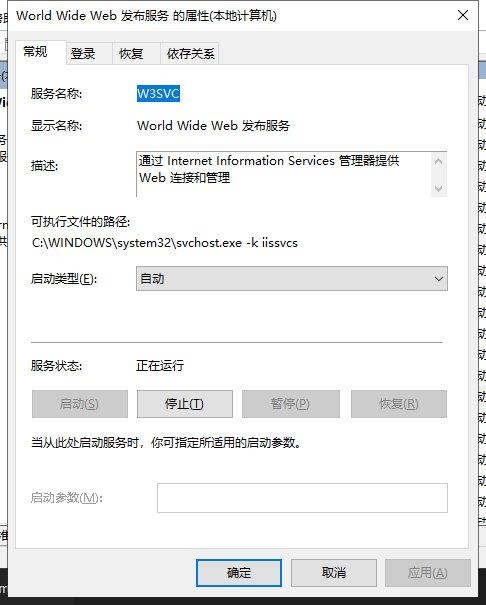 World Wide Web 发布服务 的属性(本地计算机)
常规 登录 恢复 依存关系
服务名称: W3SVC
显示名称: World Wide Web 发布服务
描述: 通过 Internet Information Services 管理器提供
Web 连接和管理
可执行文件的路径:
C:\WINDOWS\system32\svchost.exe -k iissvcs
启动类型(E): 自动
服务状态: 正在运行
启动(S) 停止(T) 暂停(P) 恢复(R)
当从此处启动服务时，你可指定所适用的启动参数。
启动参数(M):
确定 取消 应用(A)